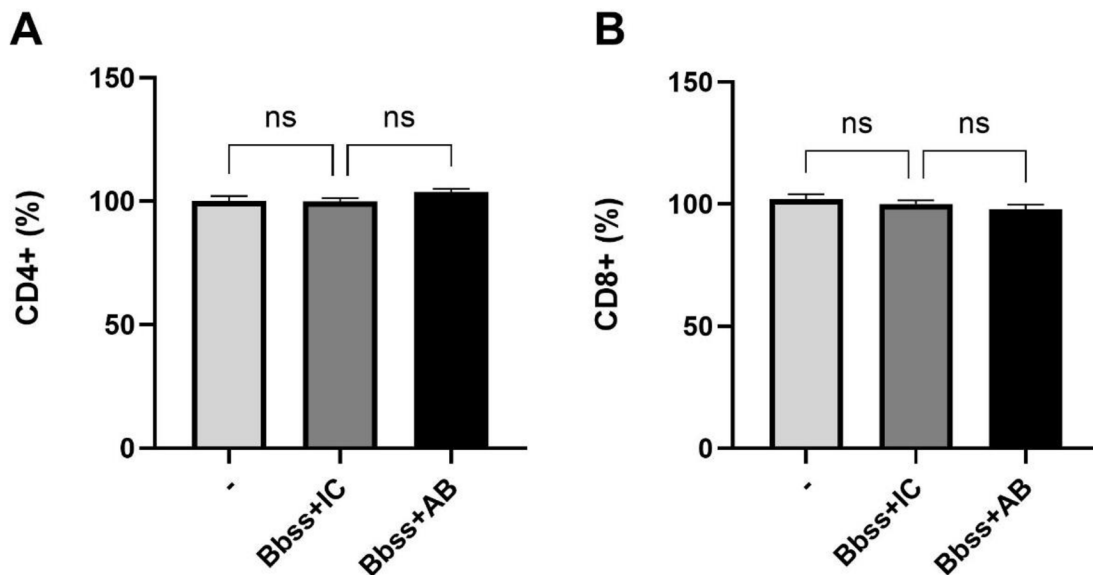 A
CD4+ (%)
150
100
50
0
ns
ns
-
Bbss+IC
Bbss+AB
B
CD8+ (%)
150
100
50
0
ns
ns
-
Bbss+IC
Bbss+AB